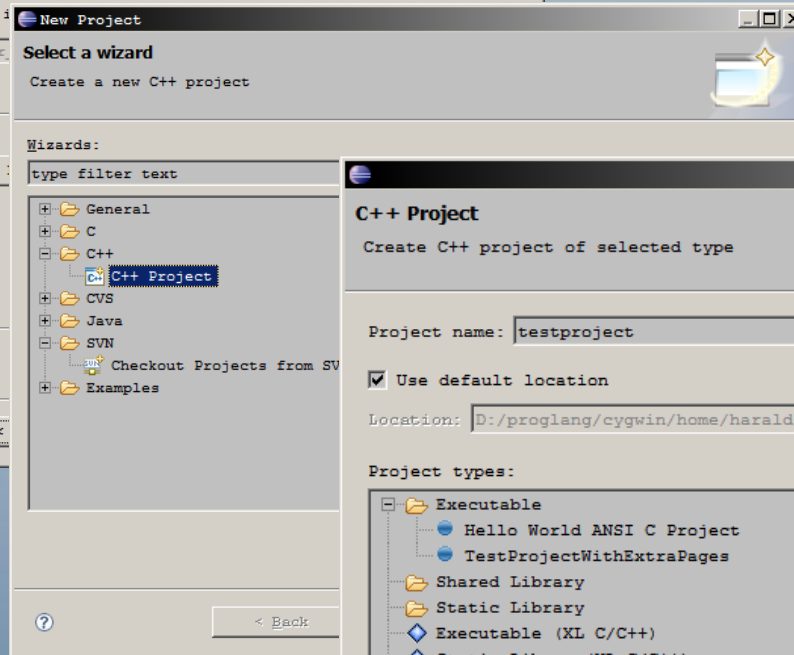 New Project
Select a wizard
Create a new C++ project
Wizards:
type filter text
General
C
C++
C++ Project
CVS
Java
SVN
Checkout Projects from SV
Examples
< Back
C++ Project
Create C++ project of selected type
Project name: testproject
Use default location
Location: D:/proglang/cygwin/home/harald
Project types:
Executable
Hello World ANSI C Project
TestProjectWithExtraPages
Shared Library
Static Library
Executable (XL C/C++)